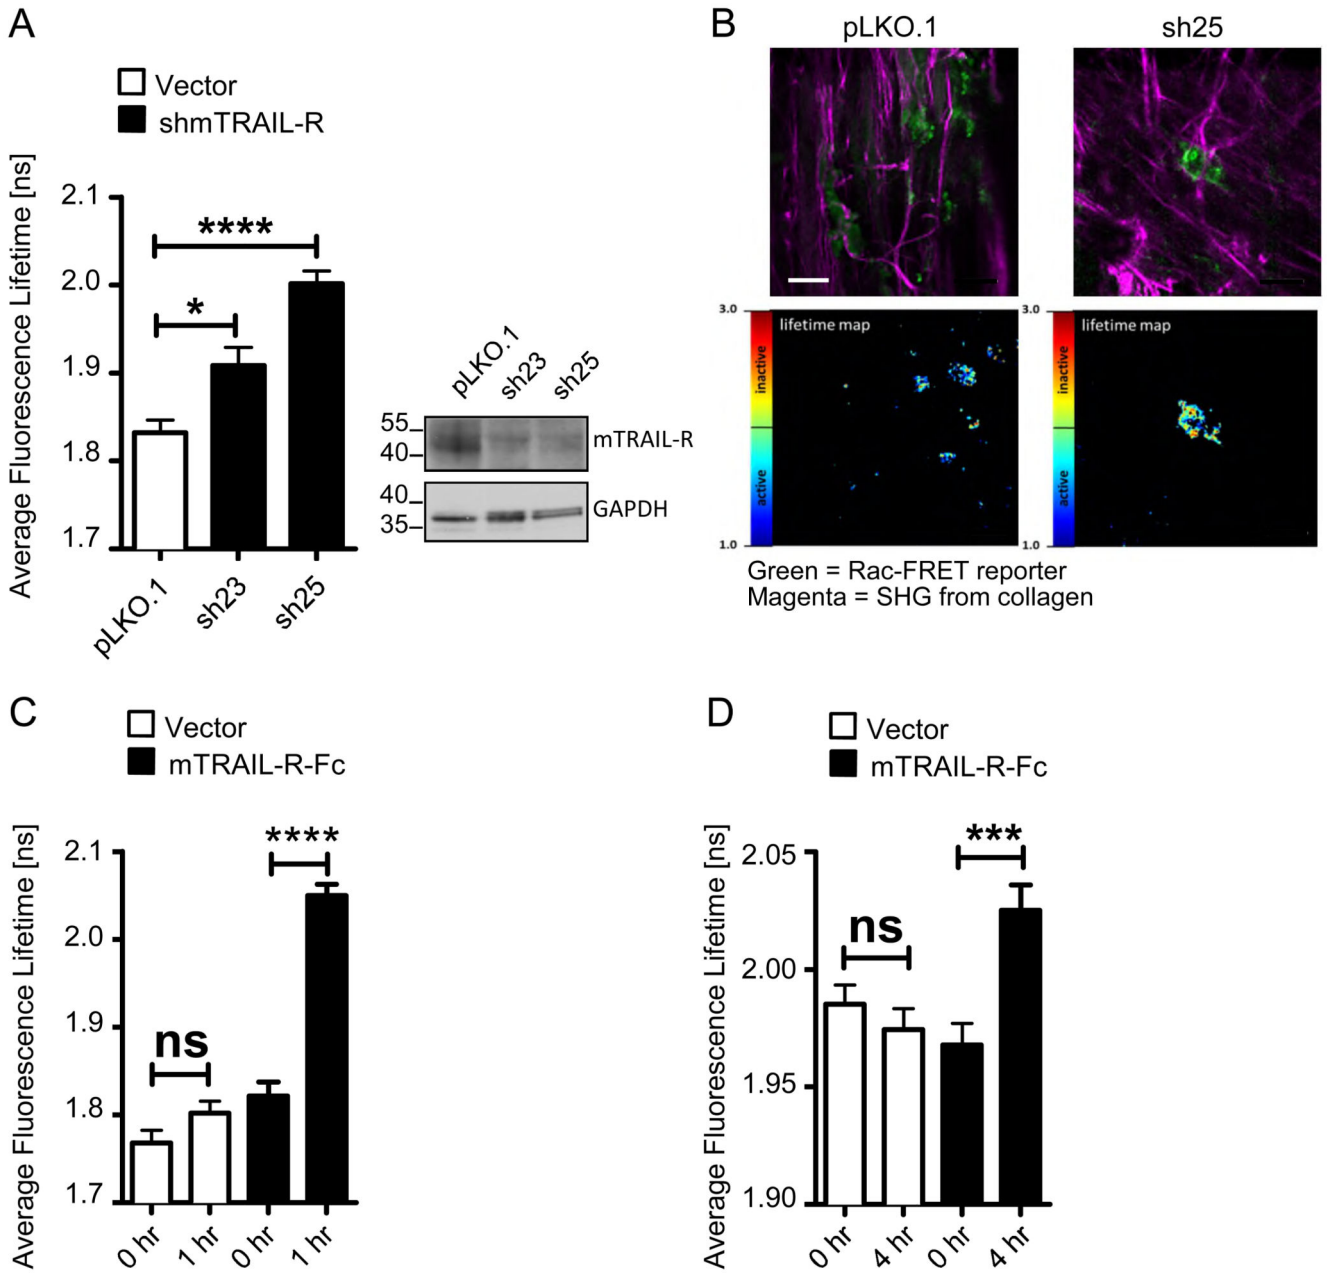 A
Vector
shmTRAIL-R
Average Fluorescence Lifetime [ns]
2.1
2.0
1.9
1.8
1.7
****
*
pLKO.1
sh23
sh25
pLKO.1
sh23
sh25
55
40
mTRAIL-R
40
35
GAPDH
B
pLKO.1
sh25
3.0
inactive
active
1.0
lifetime map
3.0
inactive
active
1.0
lifetime map
Green = Rac-FRET reporter
Magenta = SHG from collagen
C
Vector
mTRAIL-R-Fc
Average Fluorescence Lifetime [ns]
2.1
2.0
1.9
1.8
1.7
ns
****
0 hr
1 hr
0 hr
1 hr
D
Vector
mTRAIL-R-Fc
Average Fluorescence Lifetime [ns]
2.05
2.00
1.95
1.90
ns
***
0 hr
4 hr
0 hr
4 hr